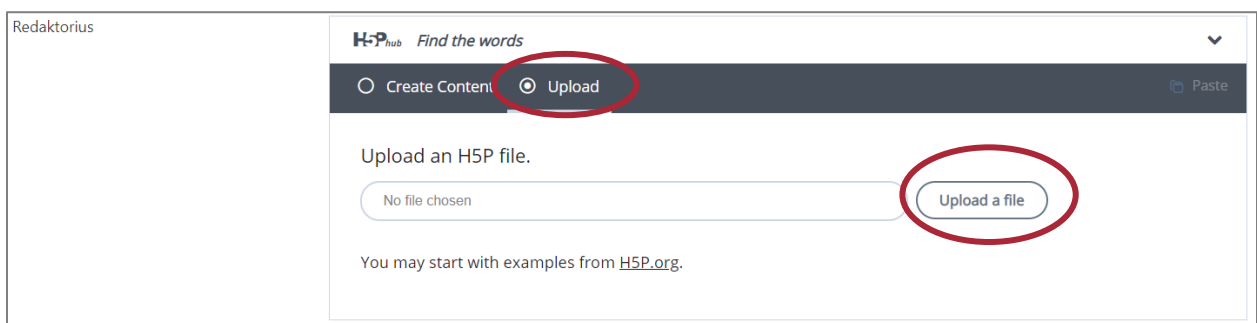 Redaktorius
H5P hub Find the words
Create Content Upload Paste
Upload an H5P file.
No file chosen Upload a file
You may start with examples from H5P.org.